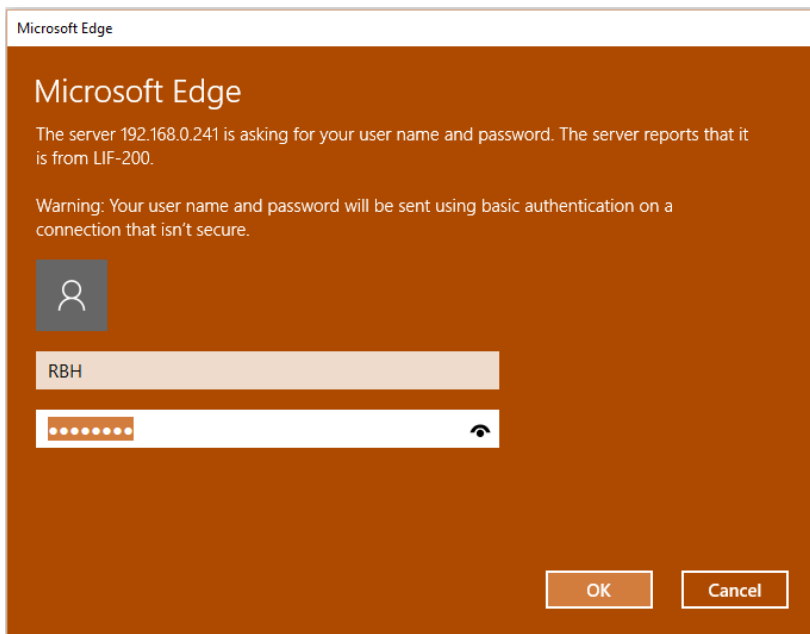 Microsoft Edge
Microsoft Edge
The server 192.168.0.241 is asking for your user name and password. The server reports that it
is from LIF-200.
Warning: Your user name and password will be sent using basic authentication on a
connection that isn't secure.
RBH
••••••••
OK
Cancel